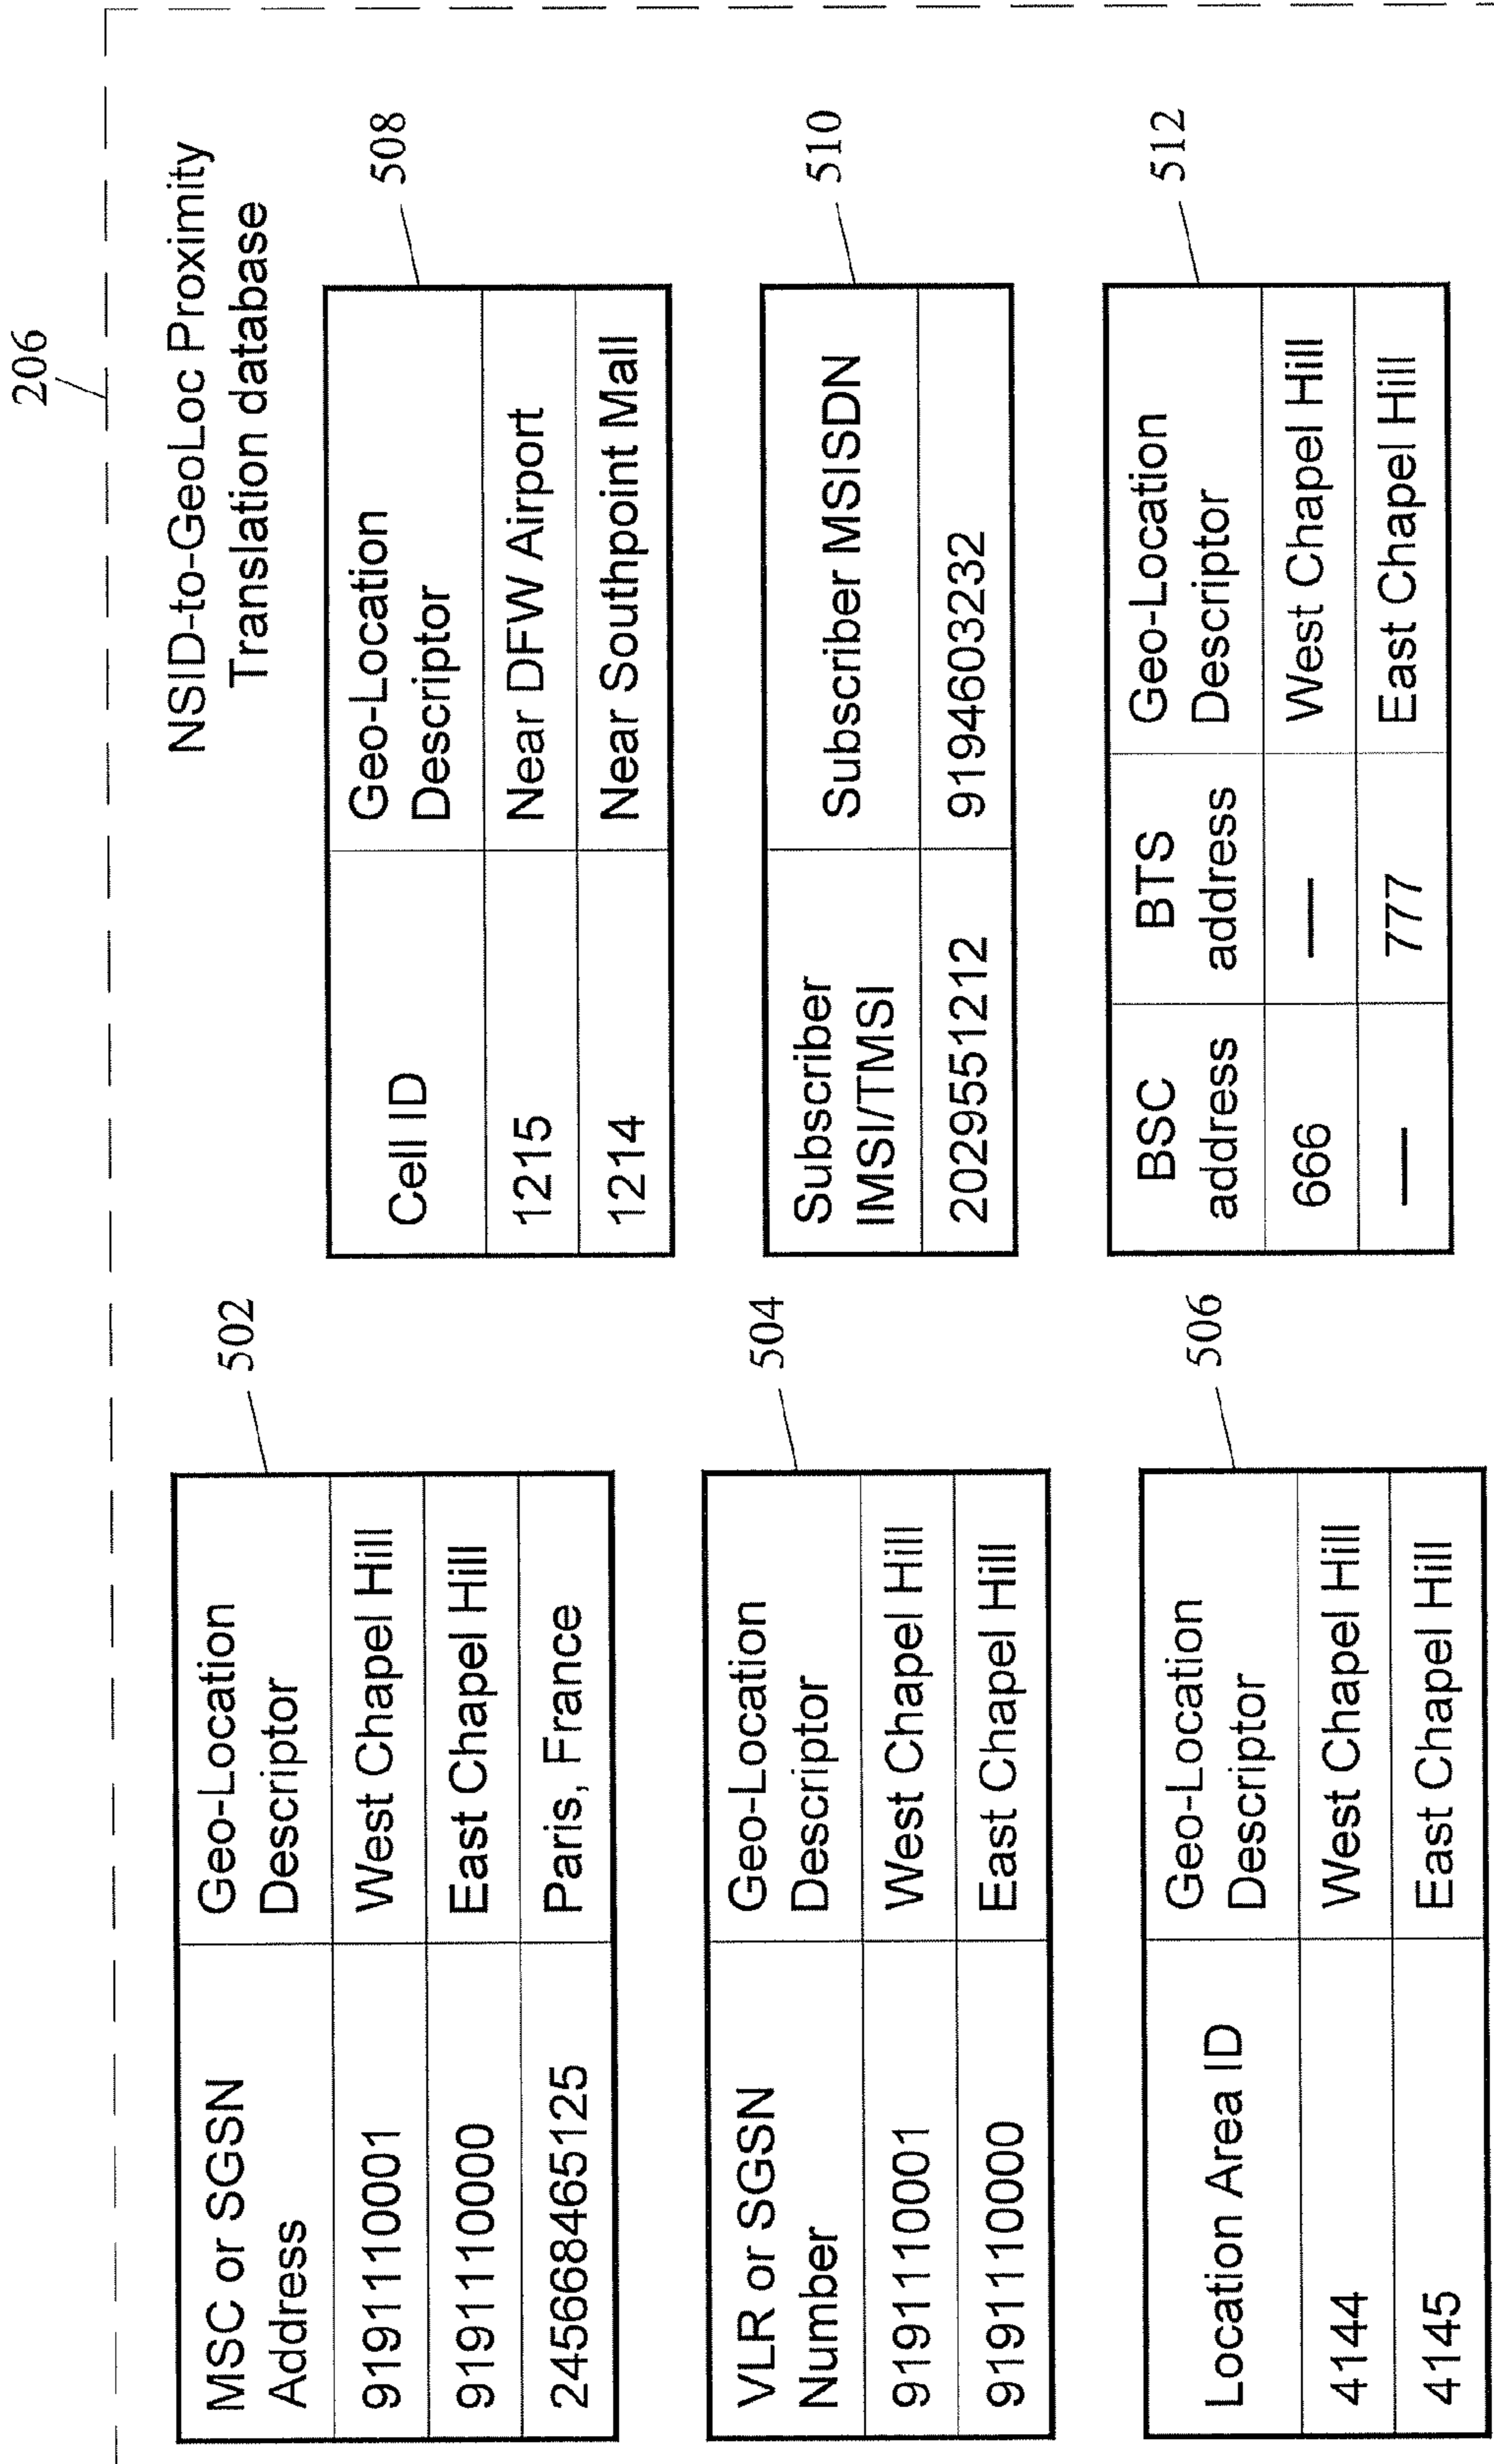 206
NSID-to-GeoLoc Proximity
Translation database
502
MSC or SGSN Address	Geo-Location Descriptor
9191110001	West Chapel Hill
9191110000	East Chapel Hill
245668465125	Paris, France
504
VLR or SGSN Number	Geo-Location Descriptor
9191110001	West Chapel Hill
9191110000	East Chapel Hill
506
Location Area ID	Geo-Location Descriptor
4144	West Chapel Hill
4145	East Chapel Hill
508
Cell ID	Geo-Location Descriptor
1215	Near DFW Airport
1214	Near Southpoint Mall
510
Subscriber IMSI/TMSI	Subscriber MSISDN
2029551212	9194603232
512
BSC address	BTS address	Geo-Location Descriptor
666	—	West Chapel Hill
—	777	East Chapel Hill